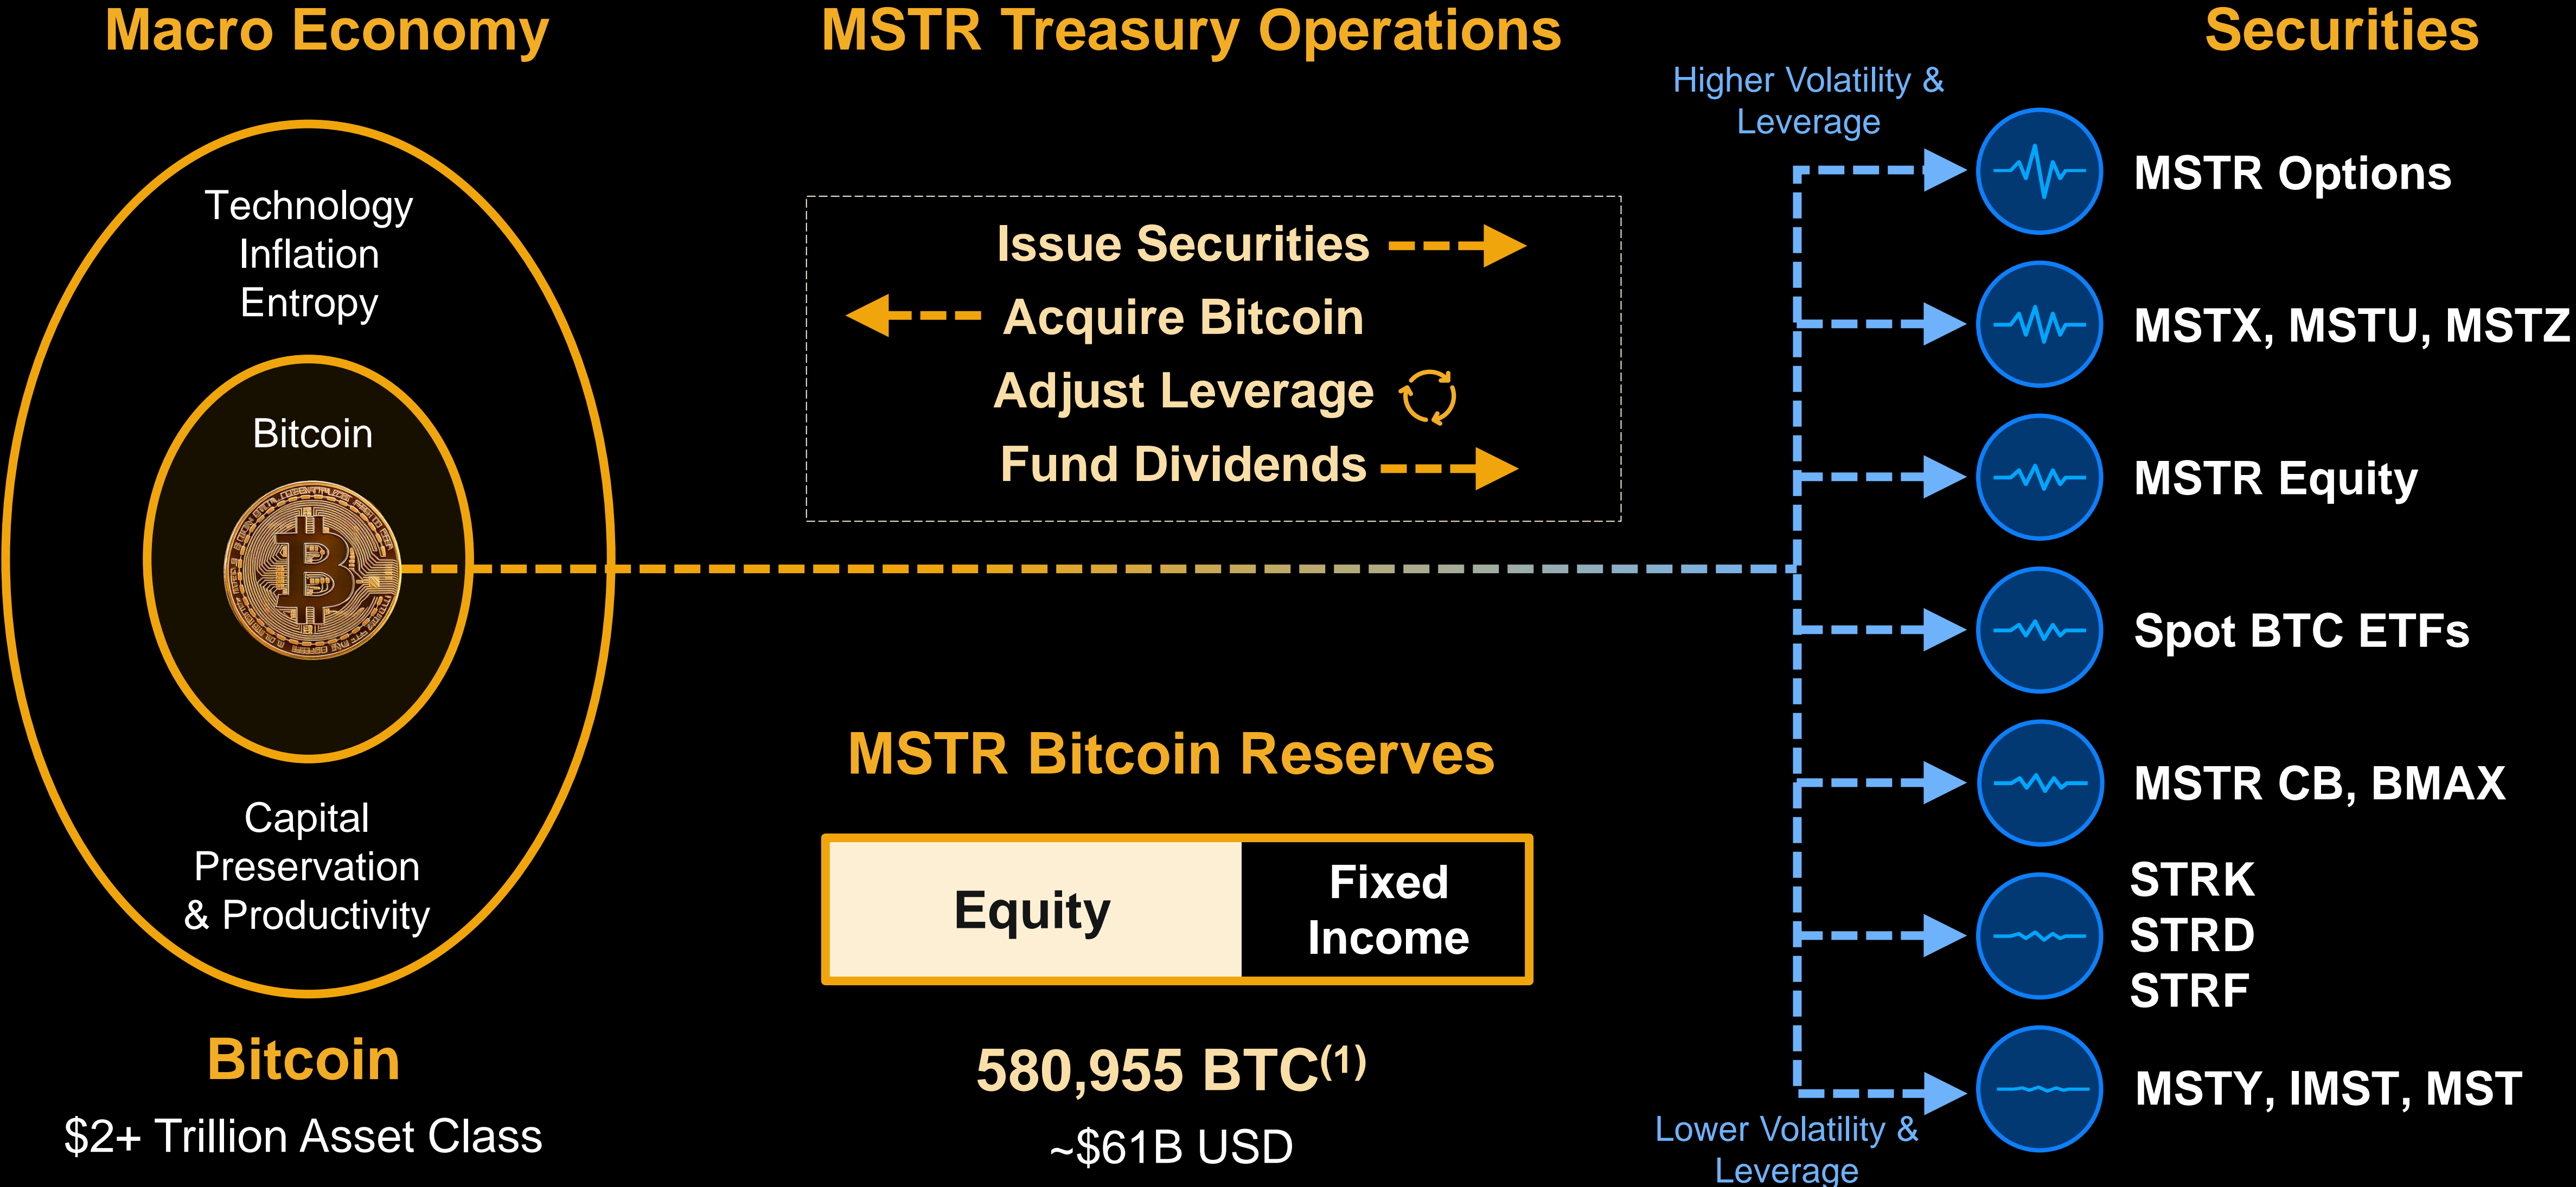 Macro Economy
Technology
Inflation
Entropy
Bitcoin
Capital
Preservation
& Productivity
Bitcoin
$2+ Trillion Asset Class
MSTR Treasury Operations
Issue Securities
Acquire Bitcoin
Adjust Leverage
Fund Dividends
MSTR Bitcoin Reserves
Equity
Fixed
Income
580,955 BTC(1)
~$61B USD
Securities
Higher Volatility &
Leverage
MSTR Options
MSTX, MSTU, MSTZ
MSTR Equity
Spot BTC ETFs
MSTR CB, BMAX
STRK
STRD
STRF
MSTY, IMST, MST
Lower Volatility &
Leverage